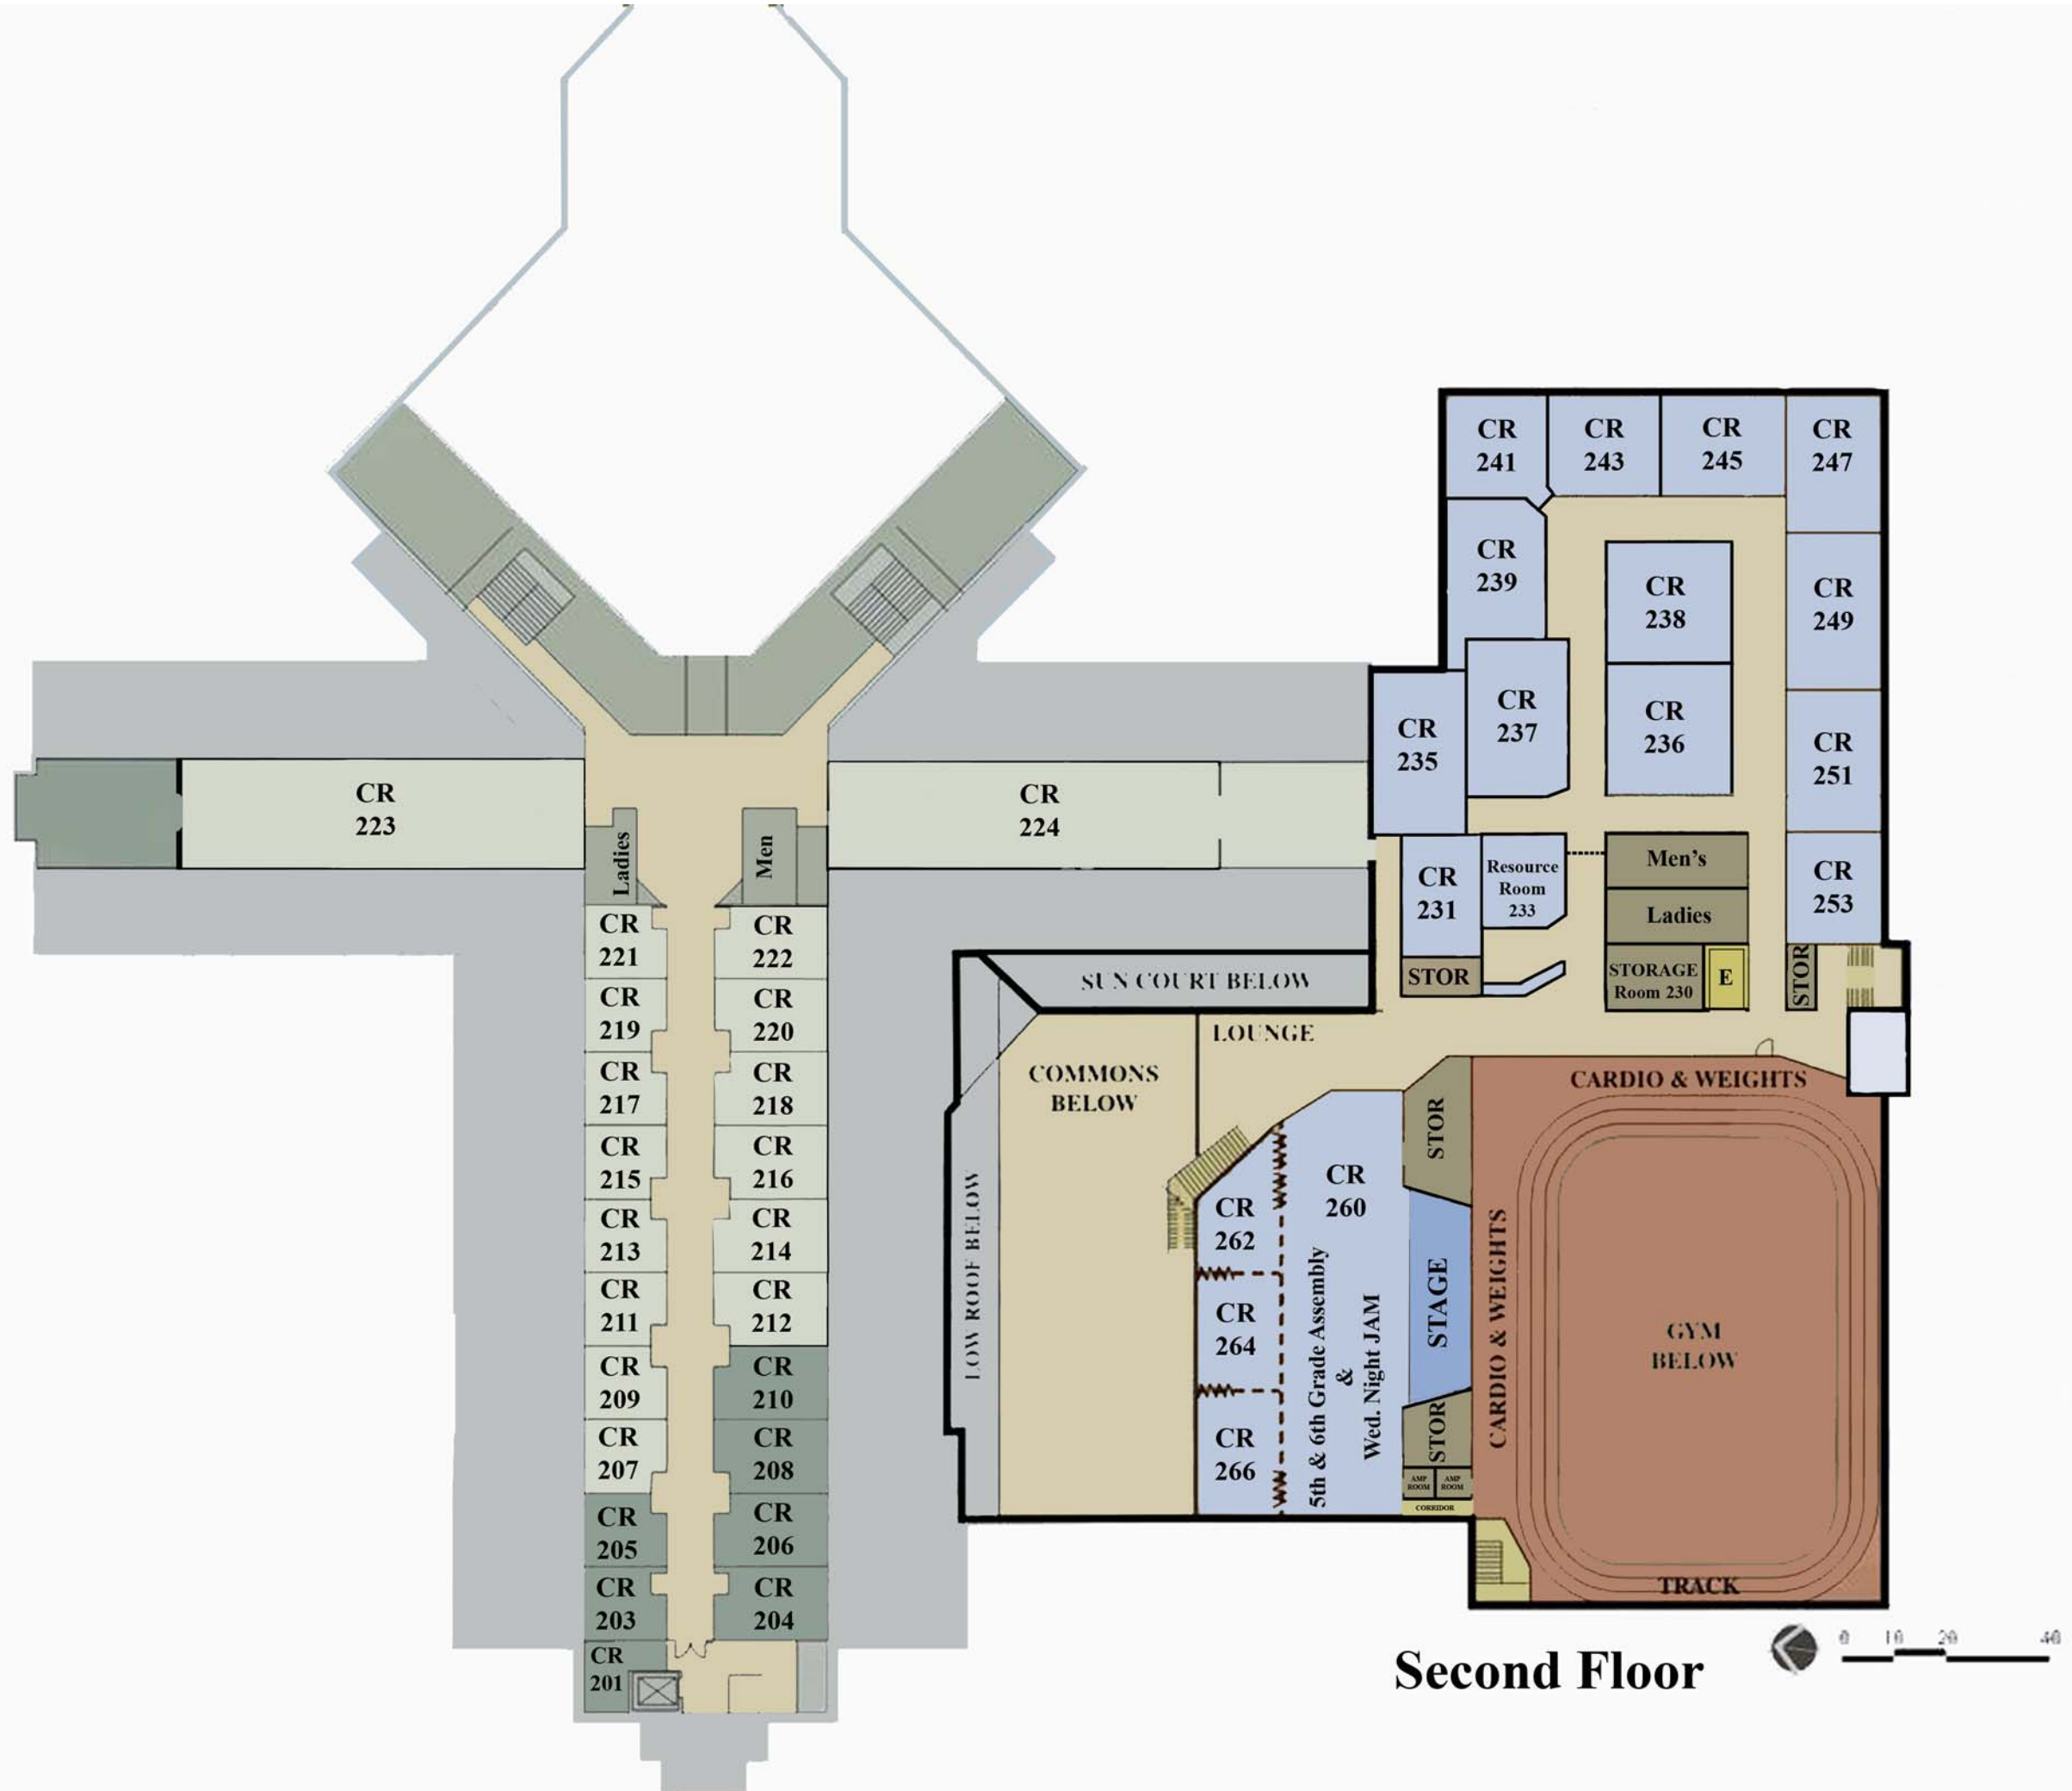 CR
241
CR
243
CR
245
CR
247
CR
239
CR
238
CR
249
CR
237
CR
236
CR
235
CR
251
CR
223
CR
224
Ladies
Men
CR
231
Resource
Room
233
Men's
Ladies
CR
253
STOR
STORAGE
Room 230
E
STOR
CR
221
CR
222
CR
219
CR
220
CR
217
CR
218
CR
215
CR
216
CR
213
CR
214
CR
211
CR
212
CR
209
CR
210
CR
207
CR
208
CR
205
CR
206
CR
203
CR
204
CR
201
SUN COURT BELOW
LOUNGE
COMMONS
BELOW
LOW ROOF BELOW
CR
262
CR
264
CR
266
CR
260
5th & 6th Grade Assembly
&
Wed. Night JAM
STOR
STAGE
STOR
AMP
ROOM
AMP
ROOM
CORRIDOR
CARDIO & WEIGHTS
CARDIO & WEIGHTS
GYM
BELOW
TRACK
Second Floor
0 10 20 40